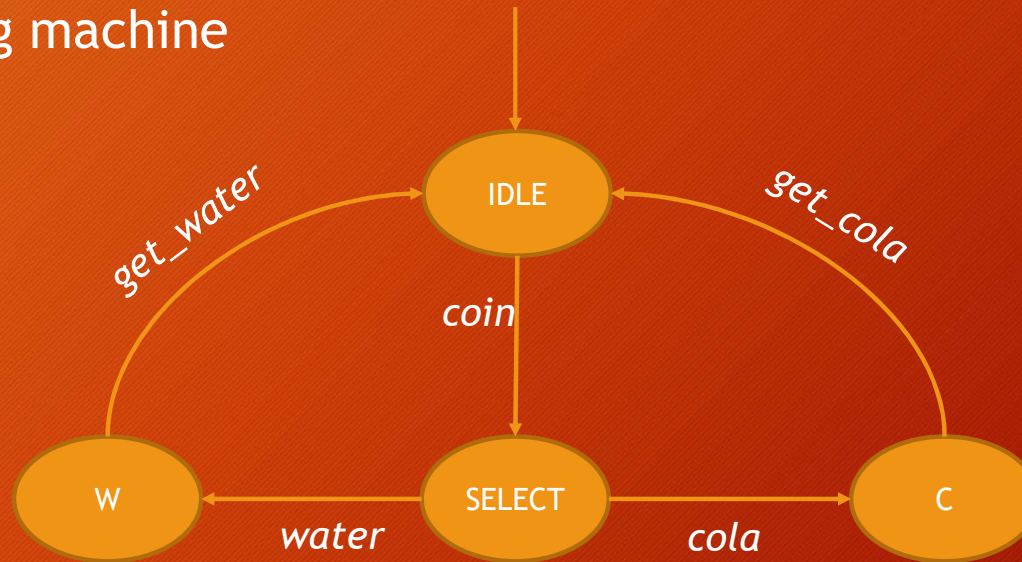 g machine
IDLE
get_water
get_cola
coin
W
SELECT
C
water
cola